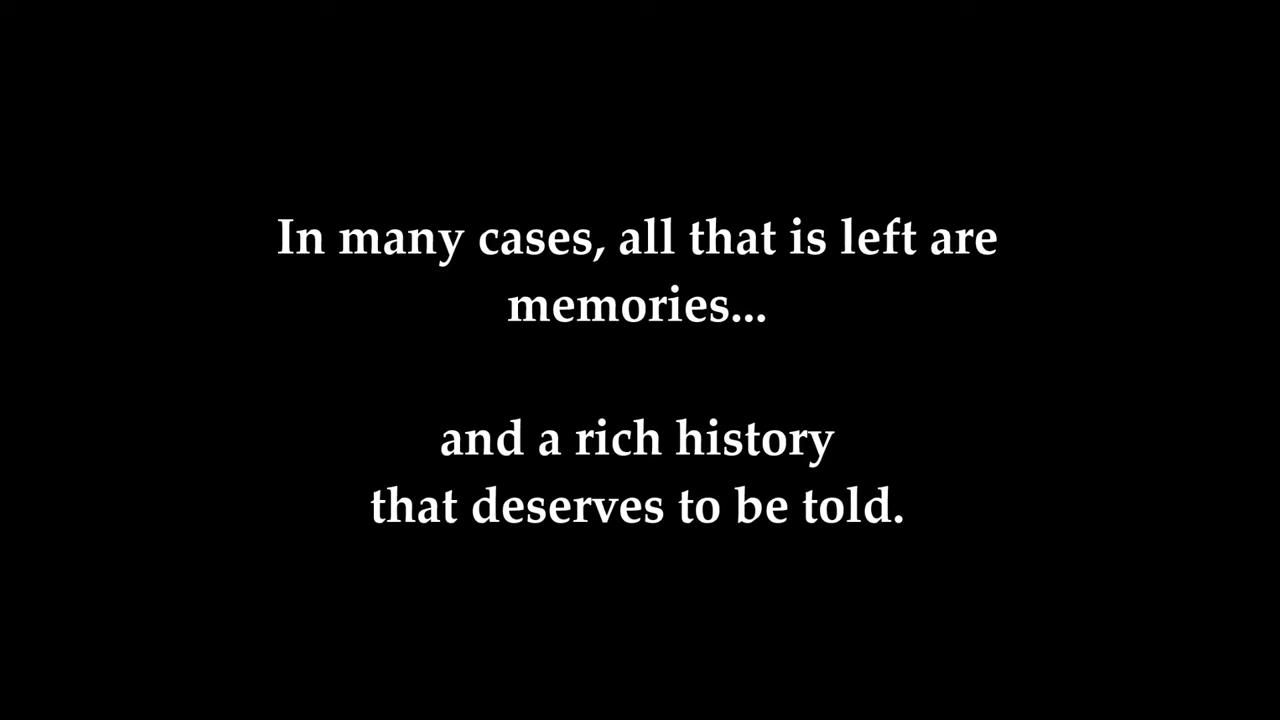 In many cases, all that is left are
memories...
and a rich history
that deserves to be told.